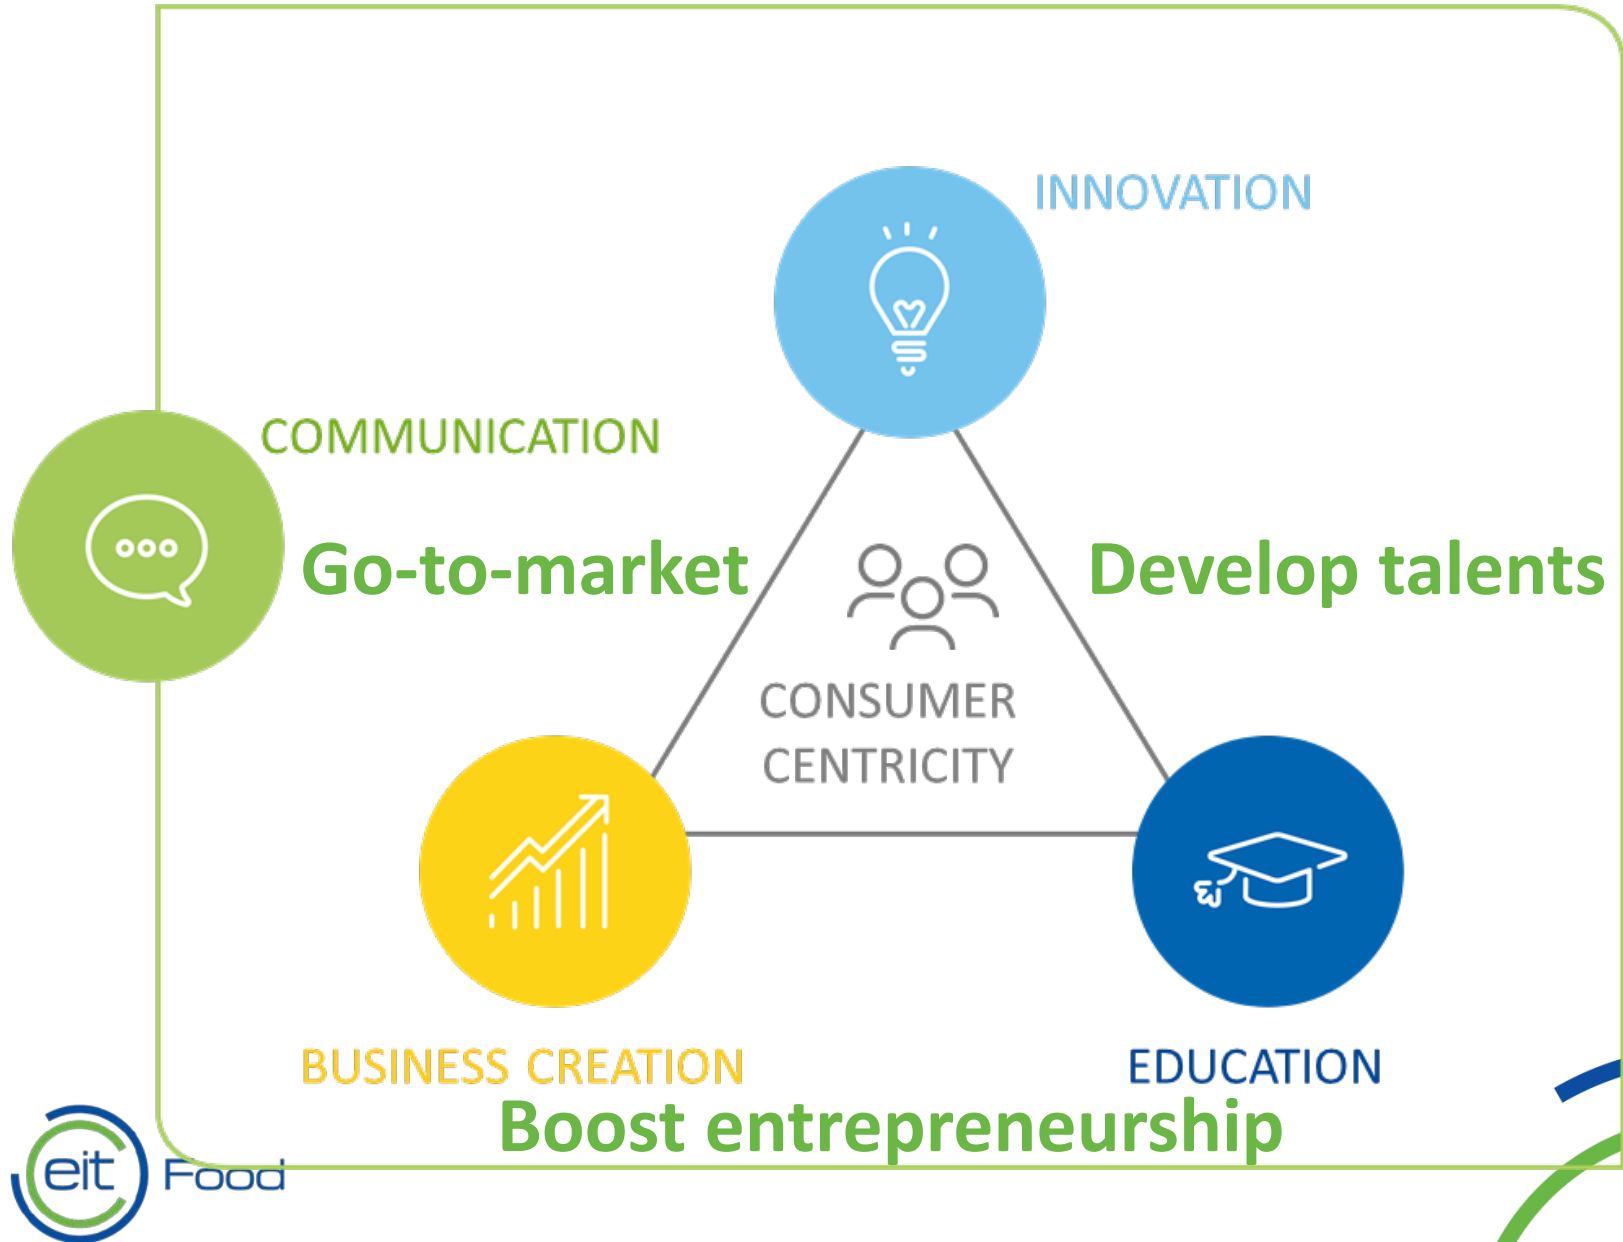 INNOVATION
COMMUNICATION
Go-to-market
Develop talents
CONSUMER
CENTRICITY
BUSINESS CREATION
EDUCATION
Boost entrepreneurship
eit Food